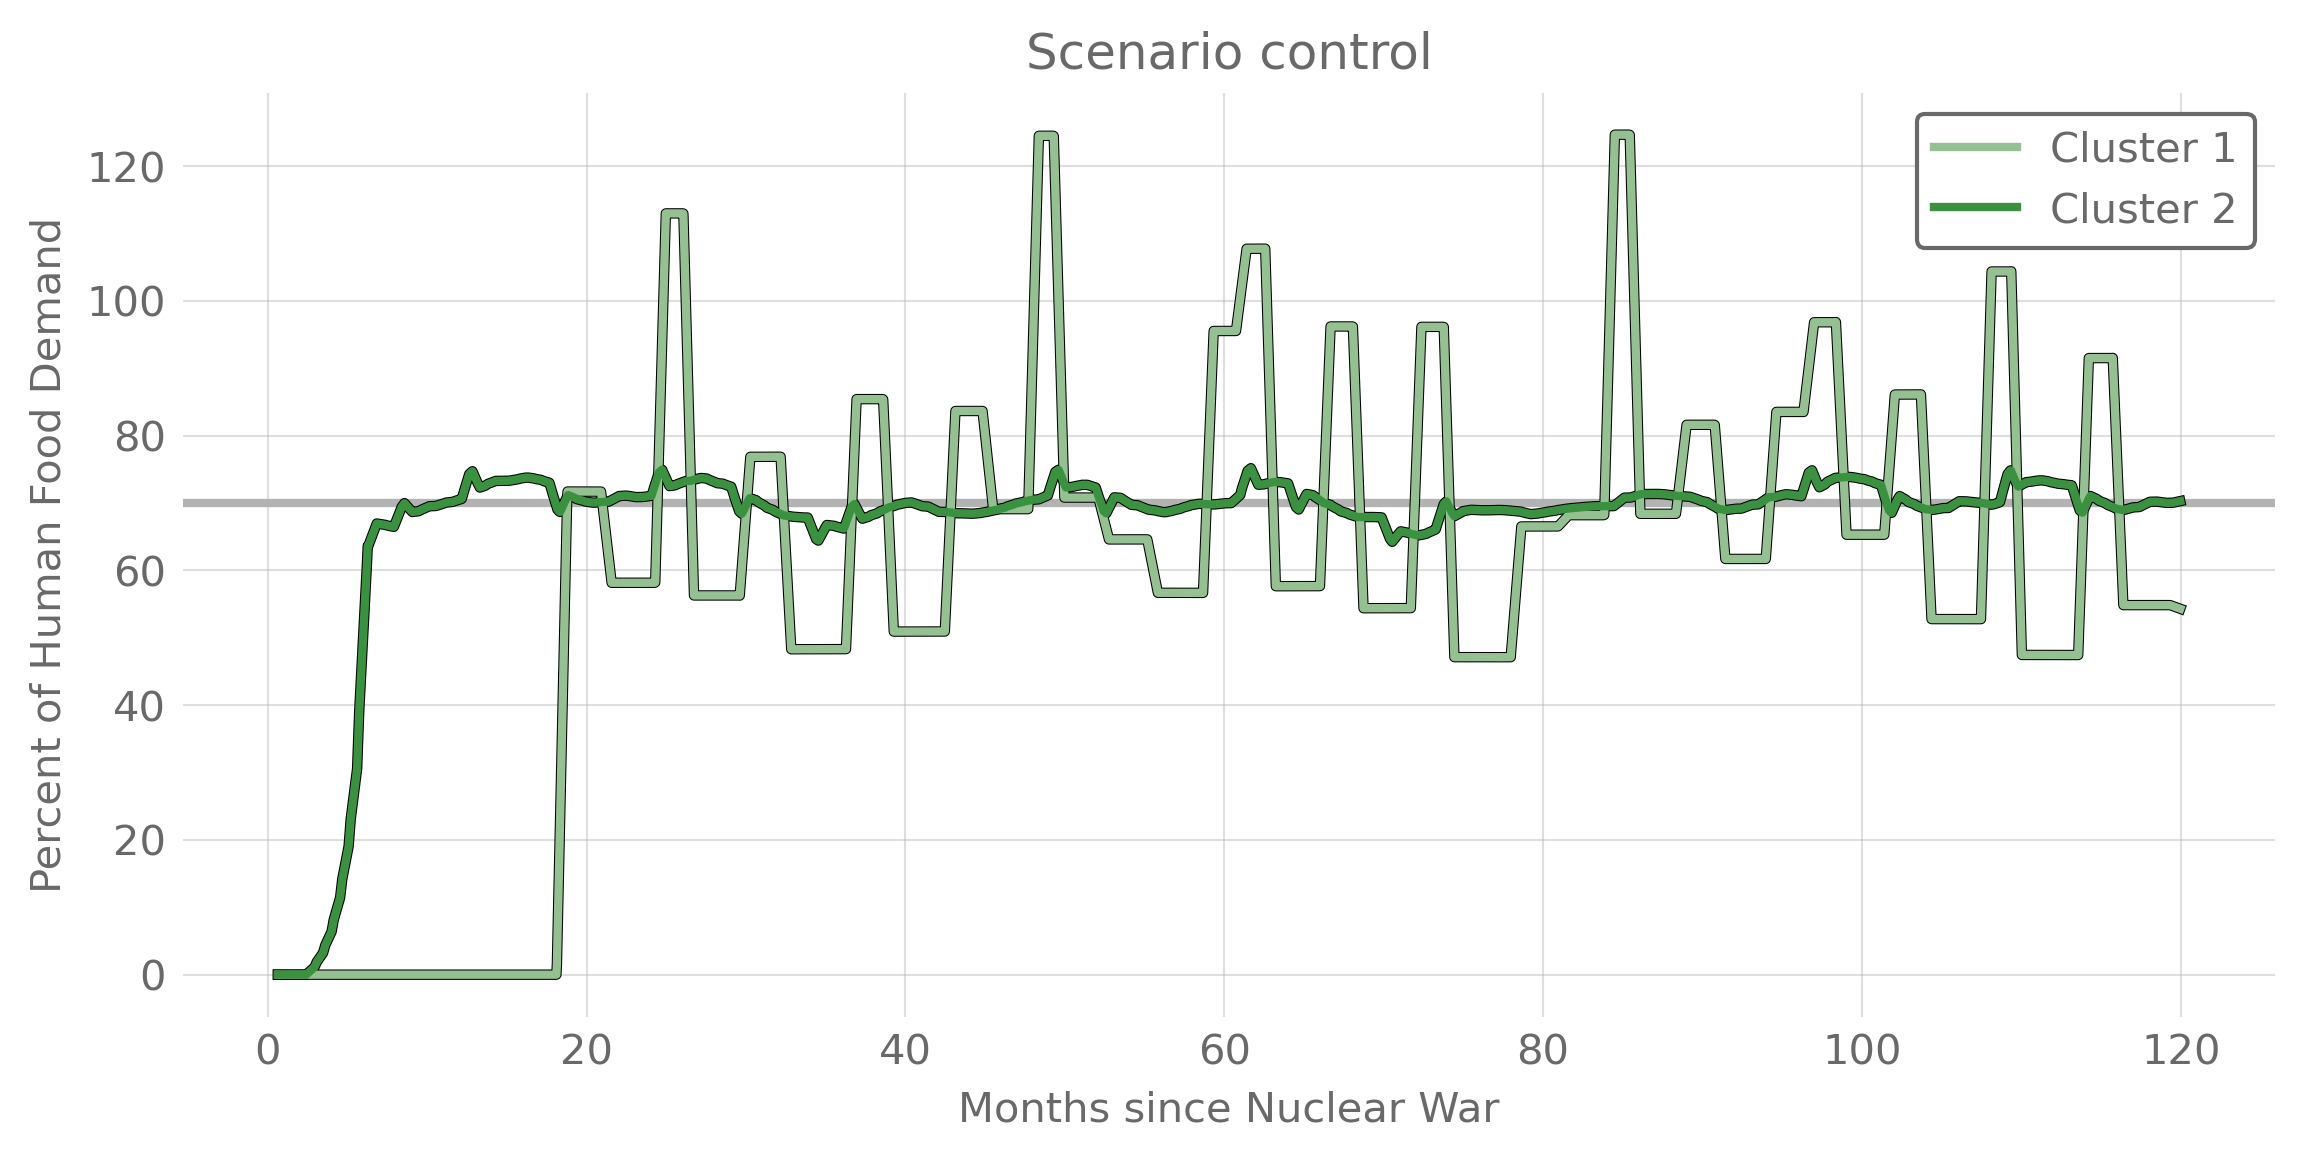 Scenario control
Percent of Human Food Demand
120
100
80
60
40
20
0
Cluster 1
Cluster 2
0 20 40 60 80 100 120
Months since Nuclear War